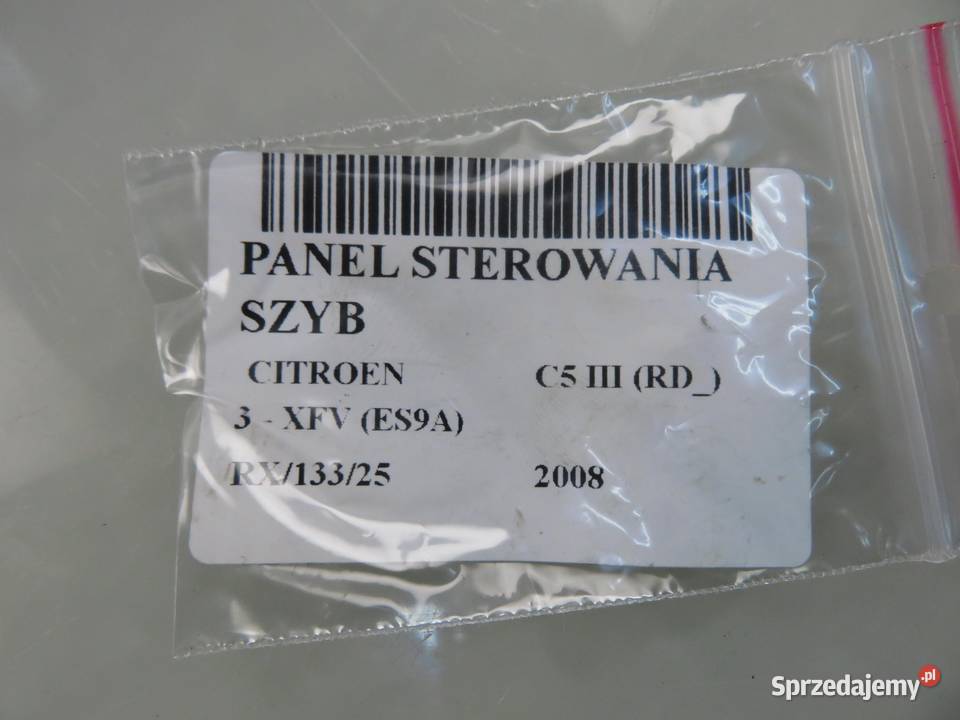 PANEL STEROWANIA
SZYB
CITROEN C5 III (RD_)
3 - XFV (ES9A)
/RX/133/25 2008
Sprzedajemy.pl